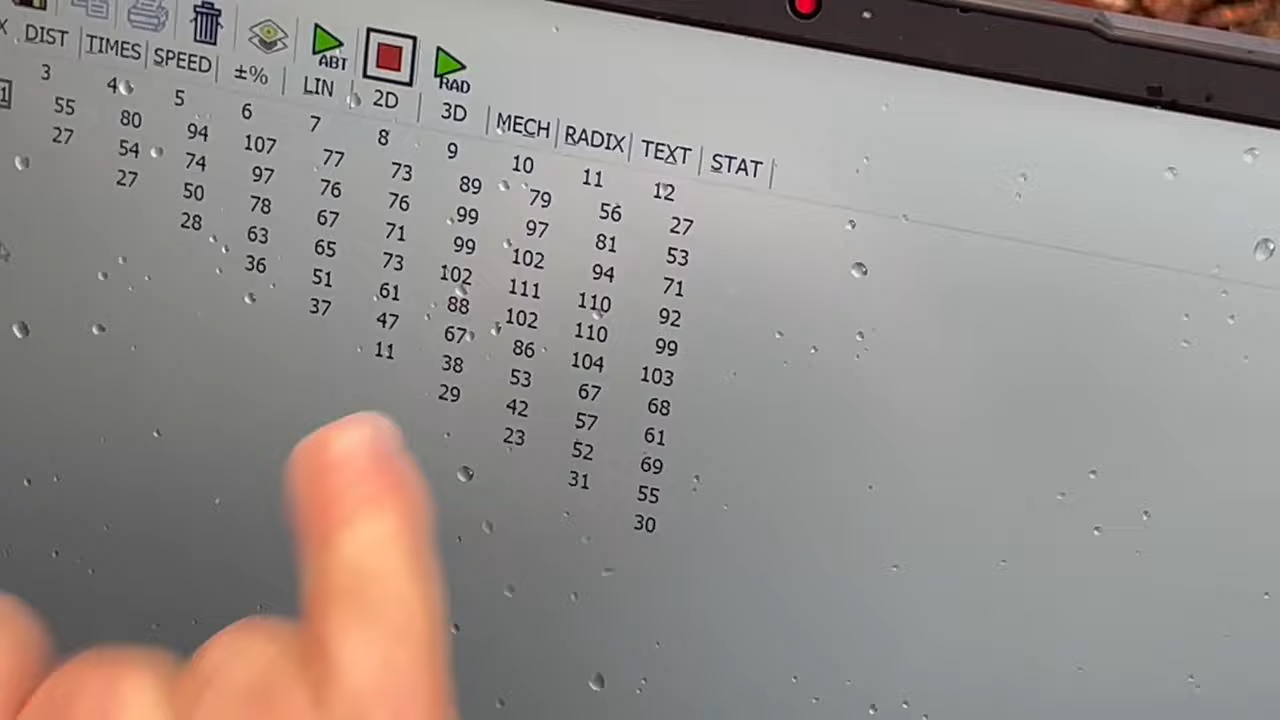 ABT RAD
X DIST TIMES SPEED ±% LIN 2D 3D MECH RADIX TEXT STAT
3 4 5 6 7 8 9 10 11 12
1 55 80 94 107 77 73 89 79 56 27
27 54 74 97 76 76 99 97 81 53
27 50 78 67 71 99 102 94 71
28 63 65 73 102 111 110 92
36 51 61 88 102 110 99
37 47 67 86 104 103
11 38 53 67 68
29 42 57 61
23 52 69
31 55
30